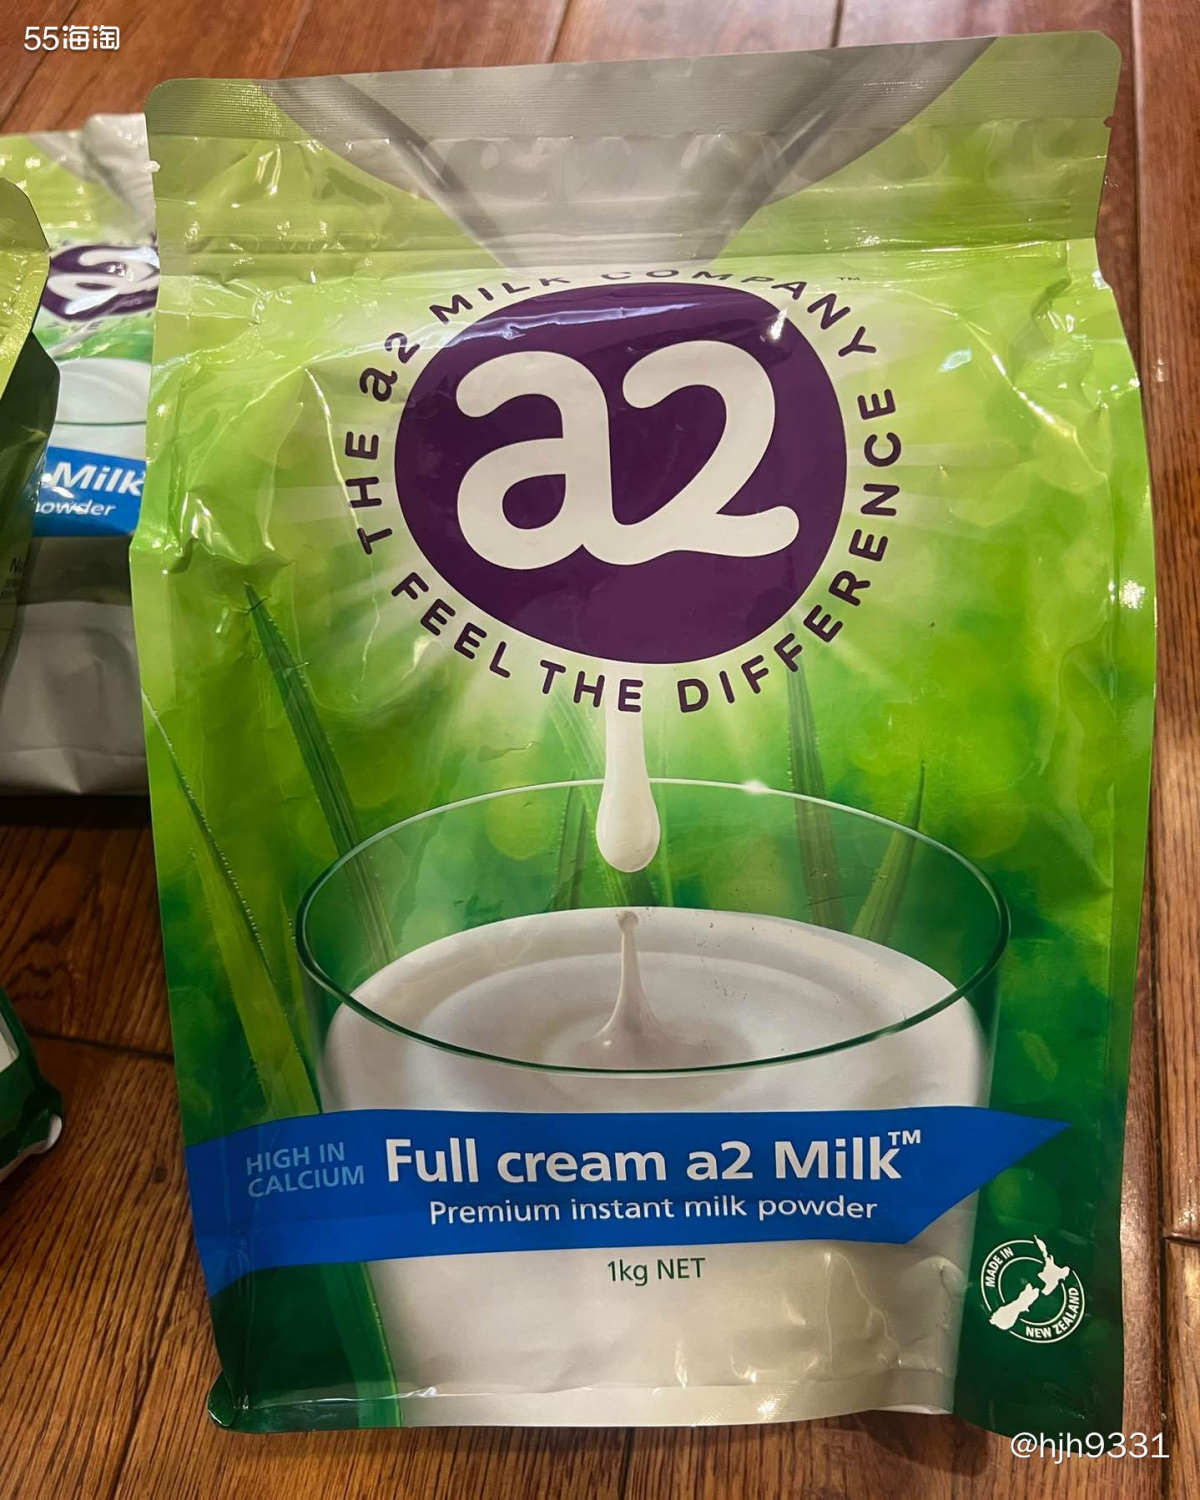 55海淘
THE a2 MILK COMPANY™
a2
FEEL THE DIFFERENCE
Milk
powder
HIGH IN
CALCIUM
Full cream a2 Milk™
Premium instant milk powder
1kg NET
MADE IN
NEW ZEALAND
@hjh9331